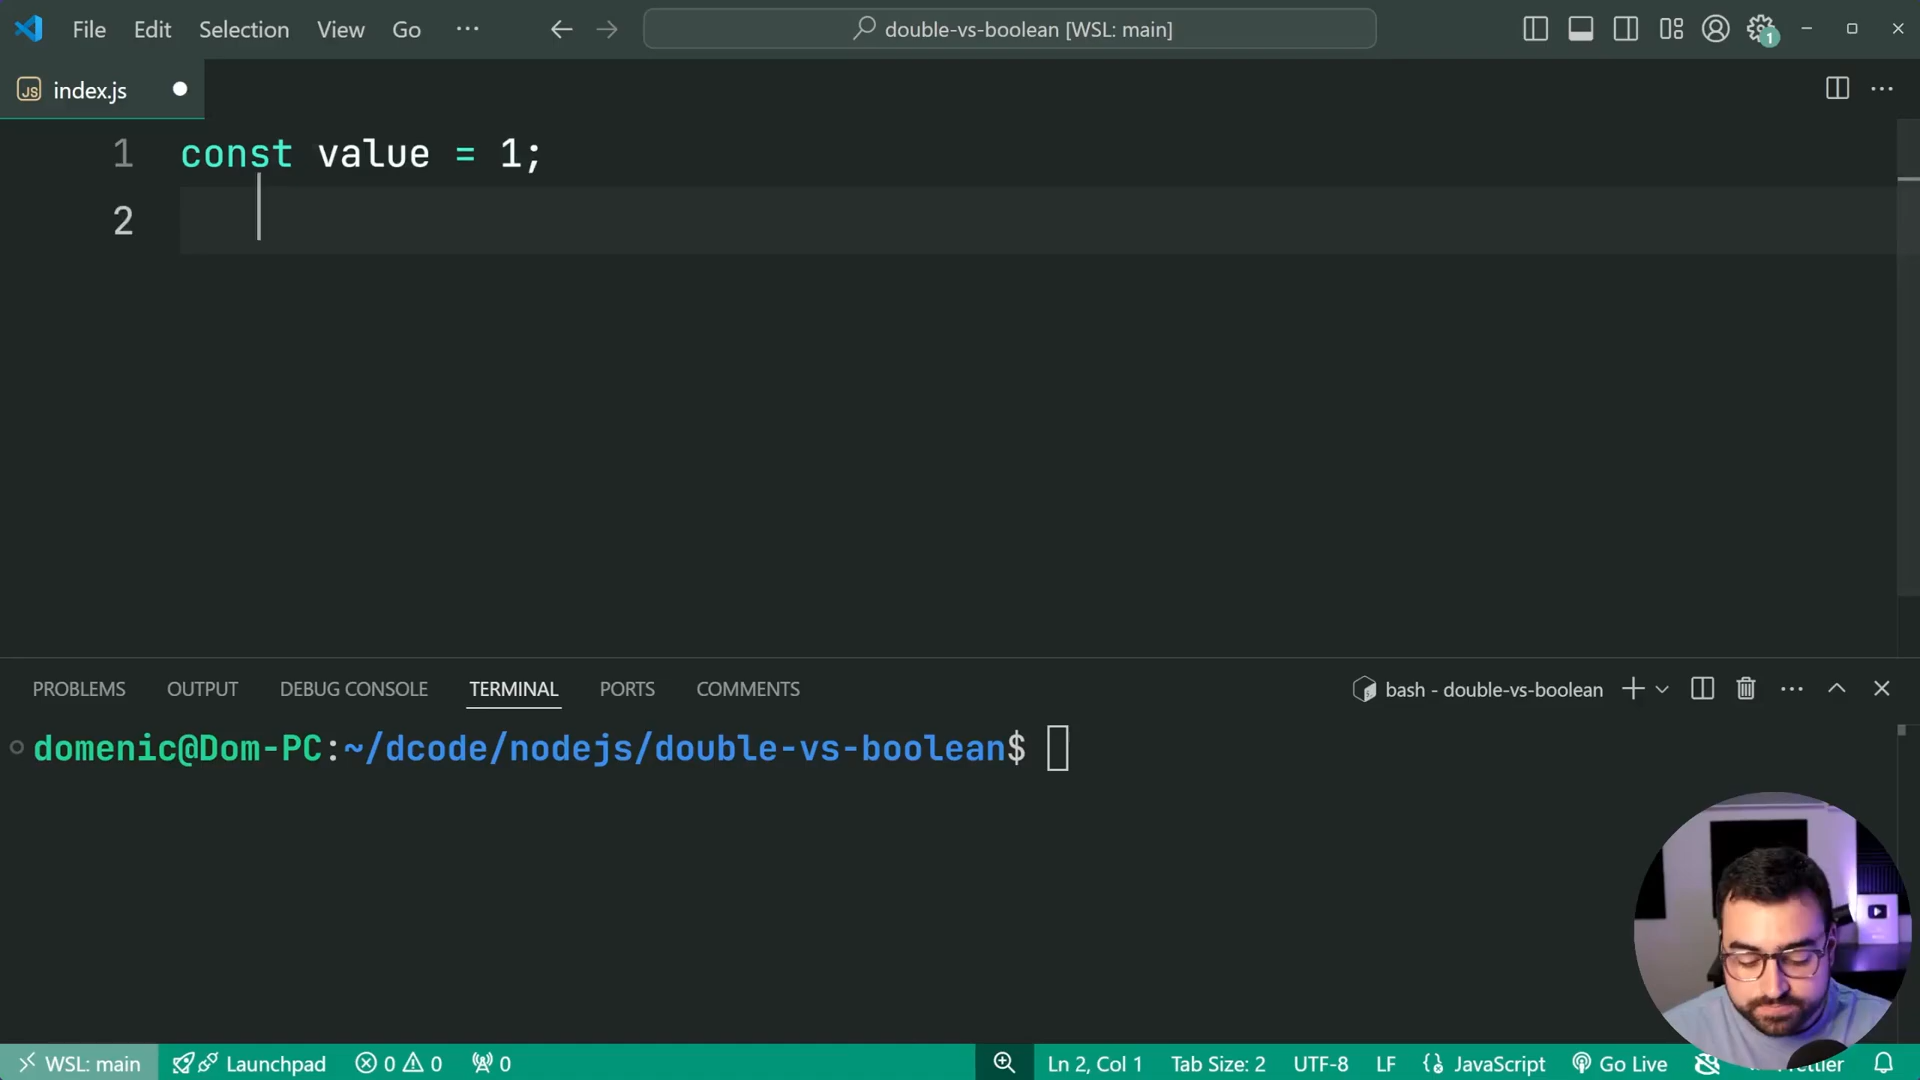 File Edit Selection View Go ··· double-vs-boolean [WSL: main] 1
JS index.js
1 const value = 1;
2
PROBLEMS OUTPUT DEBUG CONSOLE TERMINAL PORTS COMMENTS bash - double-vs-boolean
domenic@Dom-PC:~/dcode/nodejs/double-vs-boolean$
WSL: main Launchpad 0 0 0 Ln 2, Col 1 Tab Size: 2 UTF-8 LF {} JavaScript Go Live